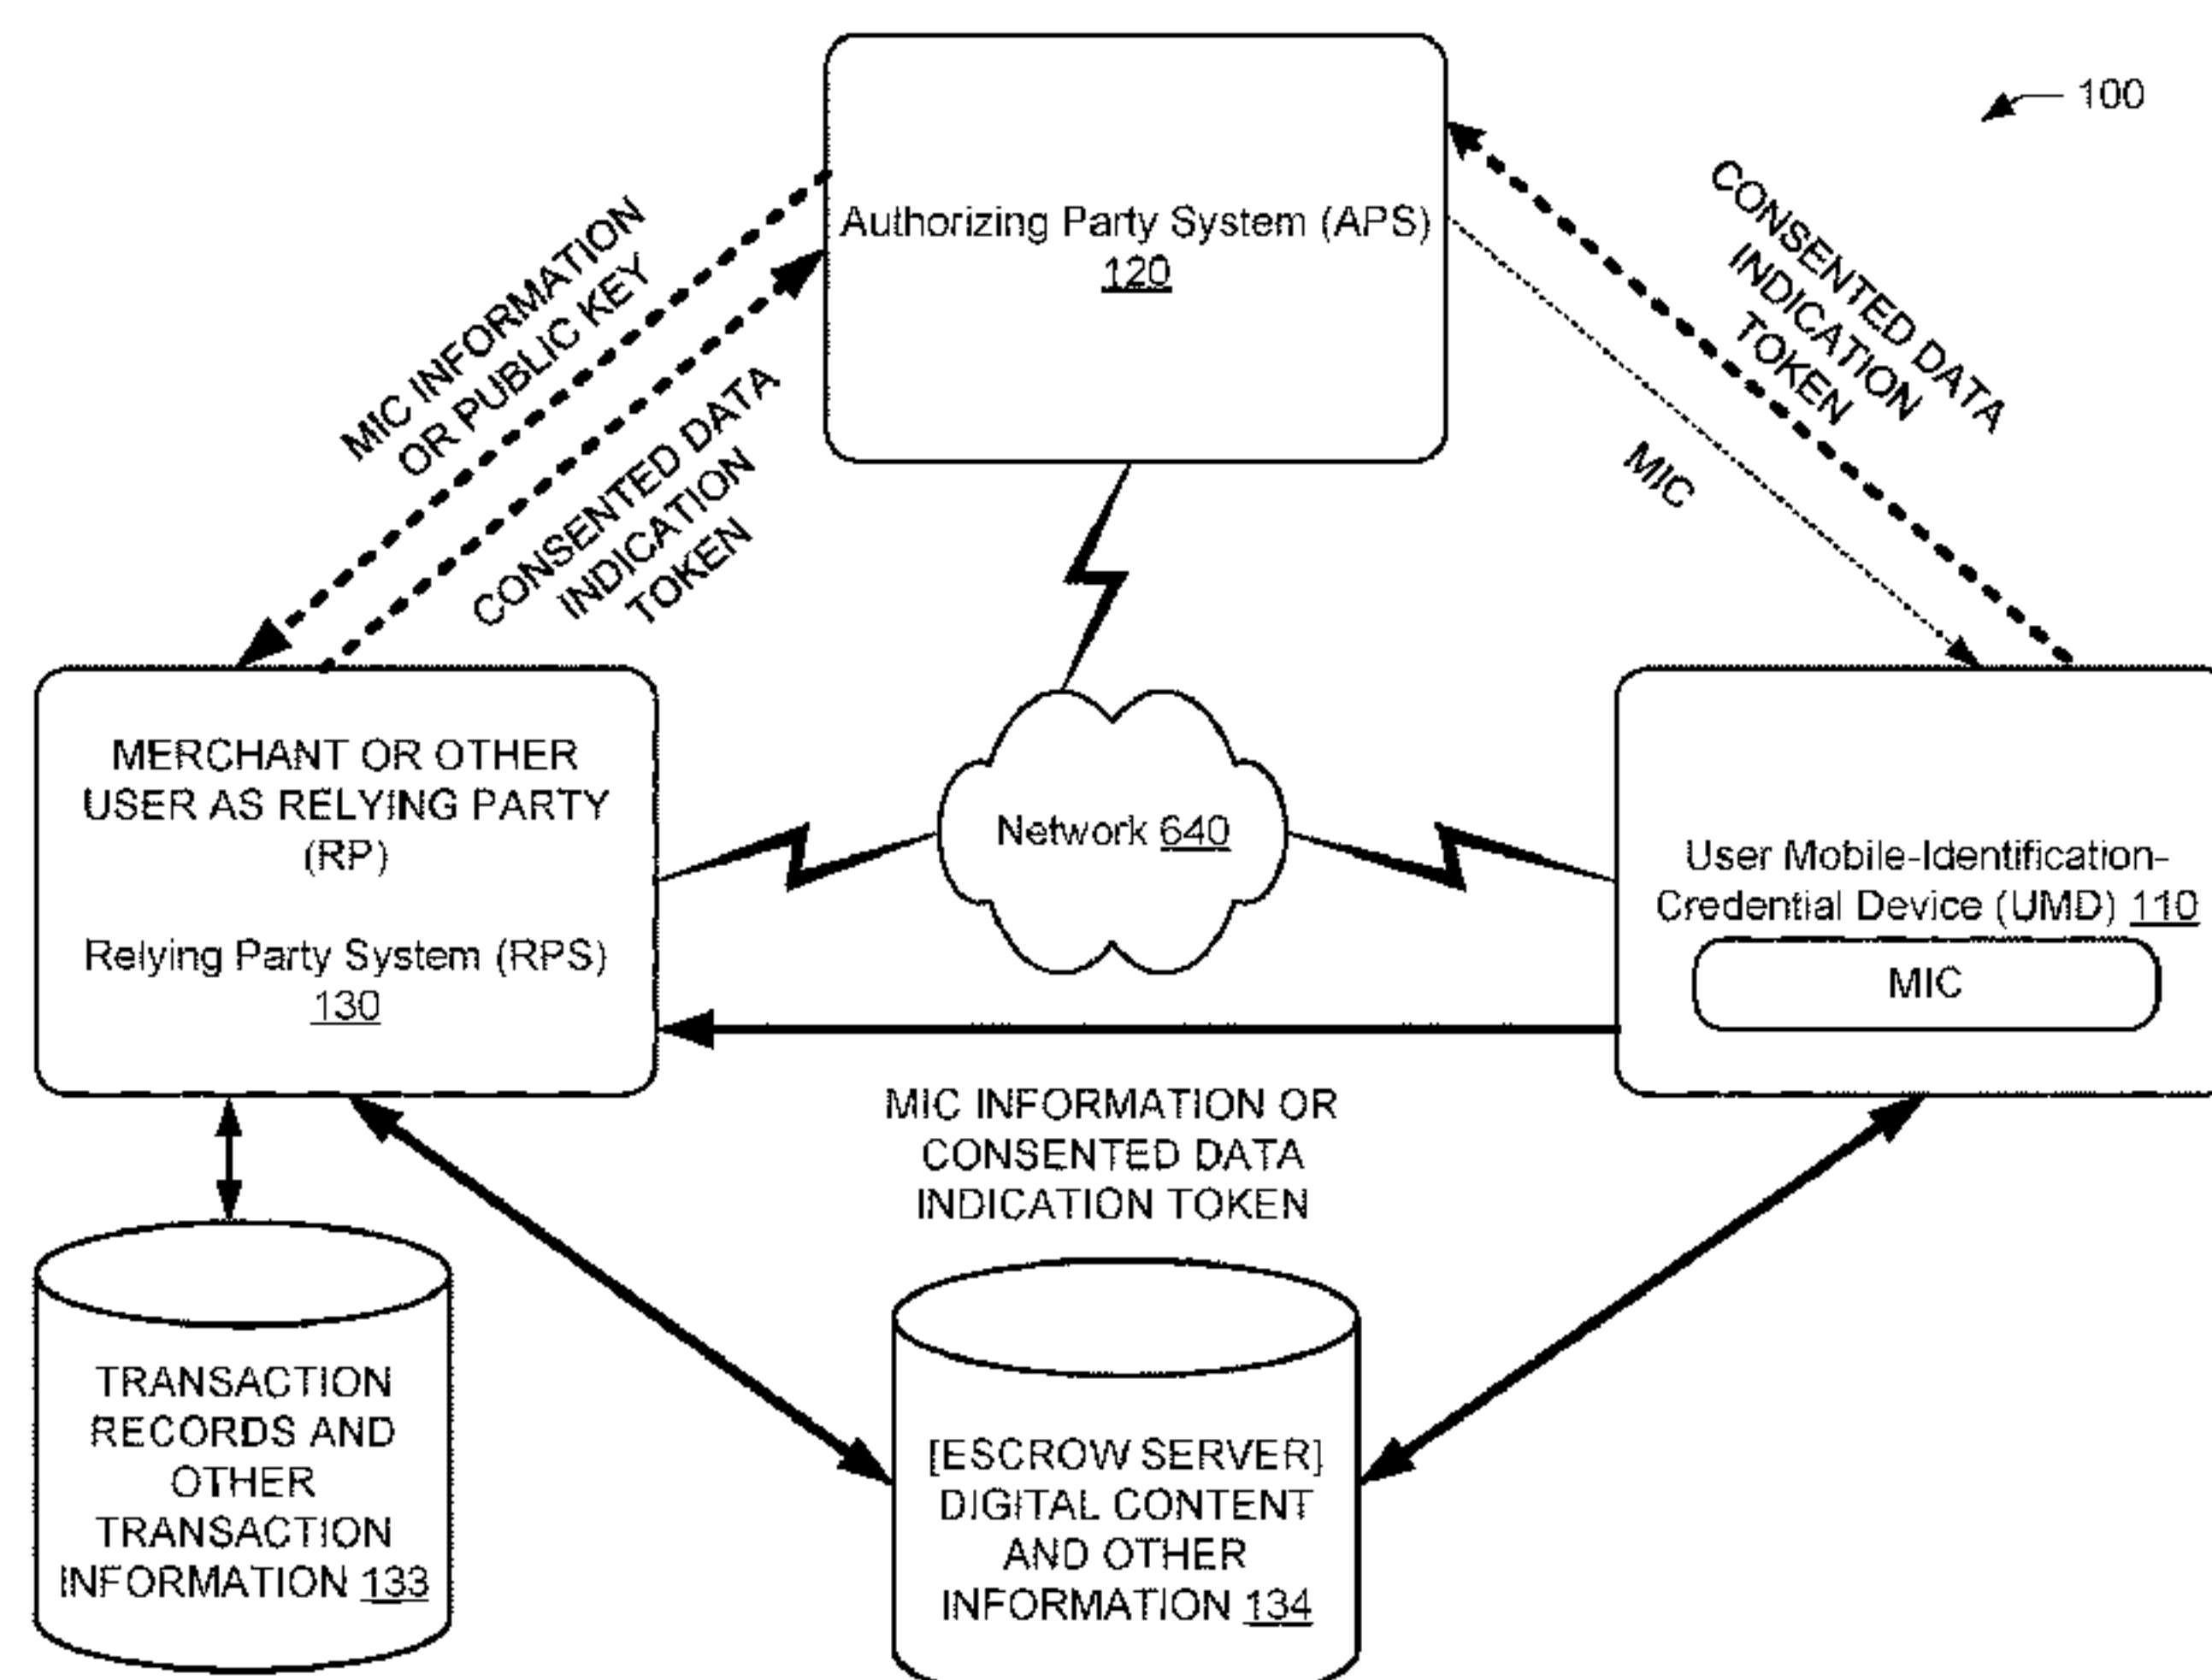 100
Authorizing Party System (APS)
120
MIC INFORMATION
OR PUBLIC KEY
CONSENTED DATA
INDICATION
TOKEN
CONSENTED DATA
INDICATION
TOKEN
MIC
MERCHANT OR OTHER
USER AS RELYING PARTY
(RP)
Relying Party System (RPS)
130
Network 640
User Mobile-Identification-
Credential Device (UMD) 110
MIC
MIC INFORMATION OR
CONSENTED DATA
INDICATION TOKEN
TRANSACTION
RECORDS AND
OTHER
TRANSACTION
INFORMATION 133
[ESCROW SERVER]
DIGITAL CONTENT
AND OTHER
INFORMATION 134